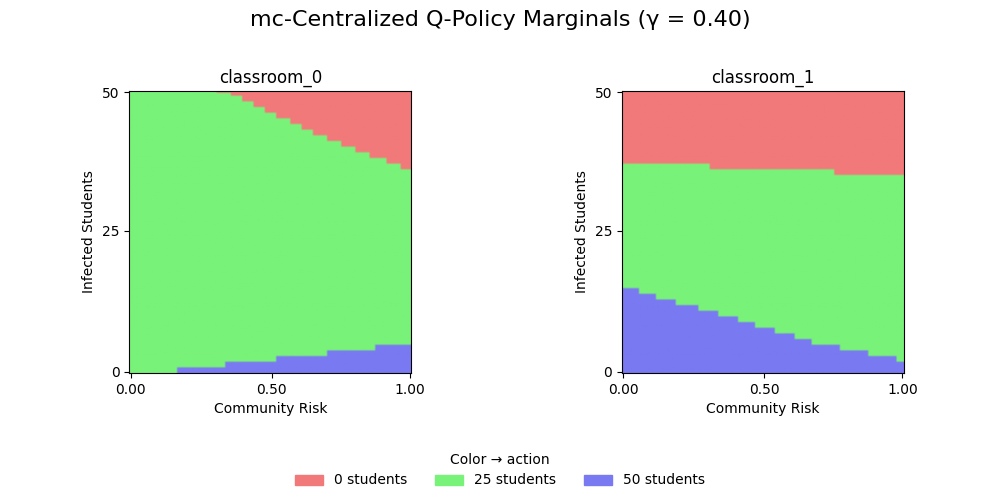 mc-Centralized Q-Policy Marginals (γ = 0.40)
classroom_0
50
25
0
Infected Students
0.00 0.50 1.00
Community Risk
classroom_1
50
25
0
Infected Students
0.00 0.50 1.00
Community Risk
Color → action
0 students 25 students 50 students